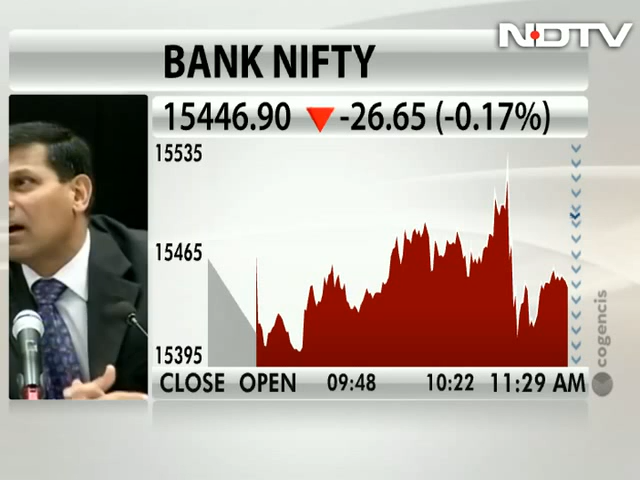 NDTV
BANK NIFTY
15446.90 ▼ -26.65 (-0.17%)
15535
15465
15395
CLOSE OPEN 09:48 10:22 11:29 AM
cogencis